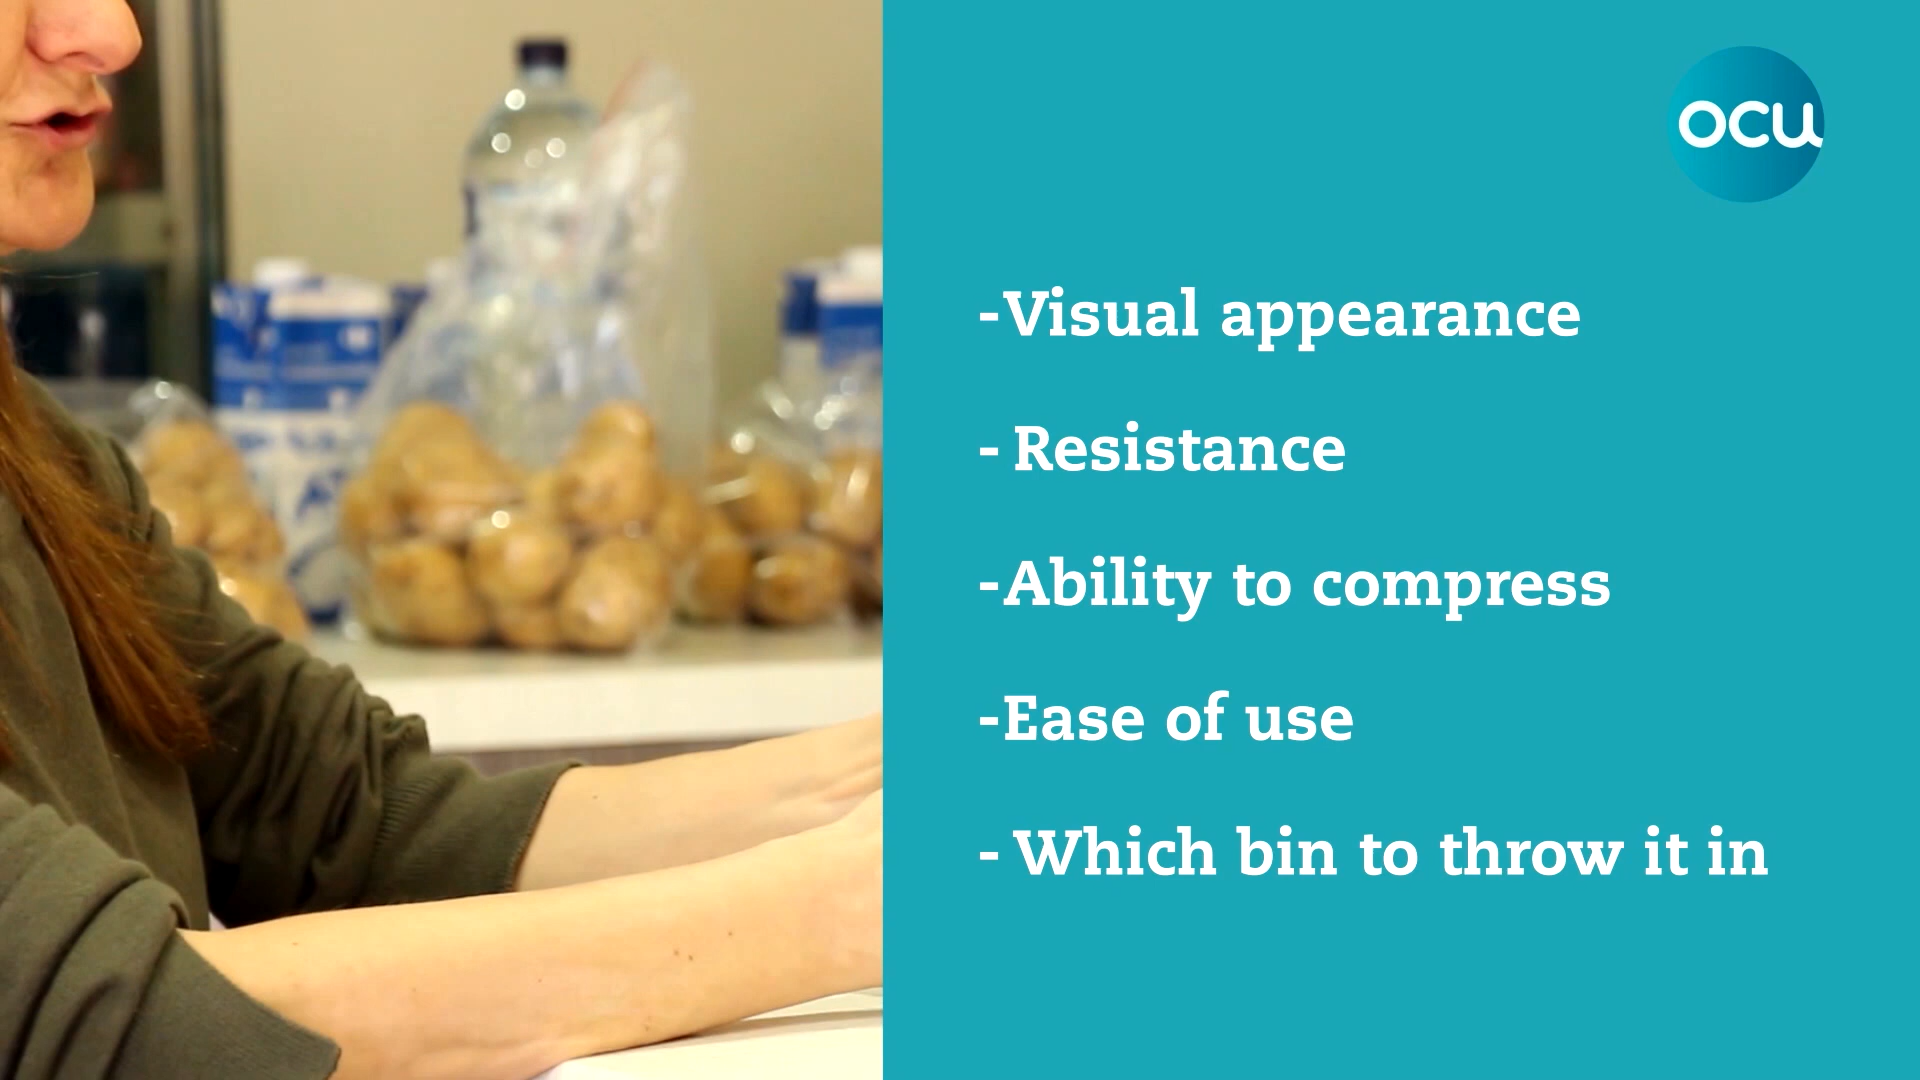 ocu
-Visual appearance
- Resistance
-Ability to compress
-Ease of use
- Which bin to throw it in